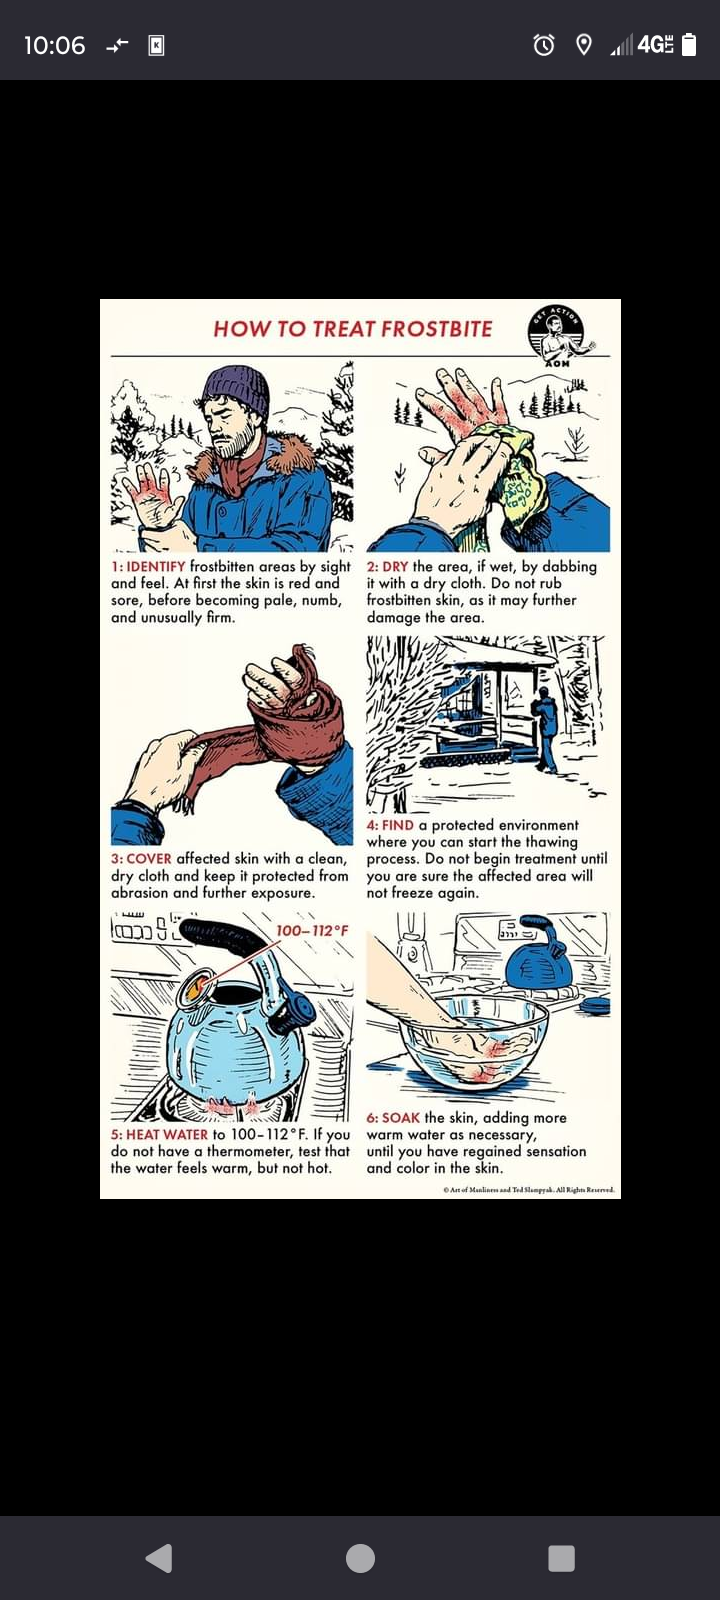 10:06
K
4G LTE
HOW TO TREAT FROSTBITE
GET ACTION
AOM
1: IDENTIFY frostbitten areas by sight
and feel. At first the skin is red and
sore, before becoming pale, numb,
and unusually firm.
2: DRY the area, if wet, by dabbing
it with a dry cloth. Do not rub
frostbitten skin, as it may further
damage the area.
3: COVER affected skin with a clean,
dry cloth and keep it protected from
abrasion and further exposure.
4: FIND a protected environment
where you can start the thawing
process. Do not begin treatment until
you are sure the affected area will
not freeze again.
100–112°F
5: HEAT WATER to 100–112°F. If you
do not have a thermometer, test that
the water feels warm, but not hot.
6: SOAK the skin, adding more
warm water as necessary,
until you have regained sensation
and color in the skin.
© Art of Manliness and Ted Slampyak. All Rights Reserved.